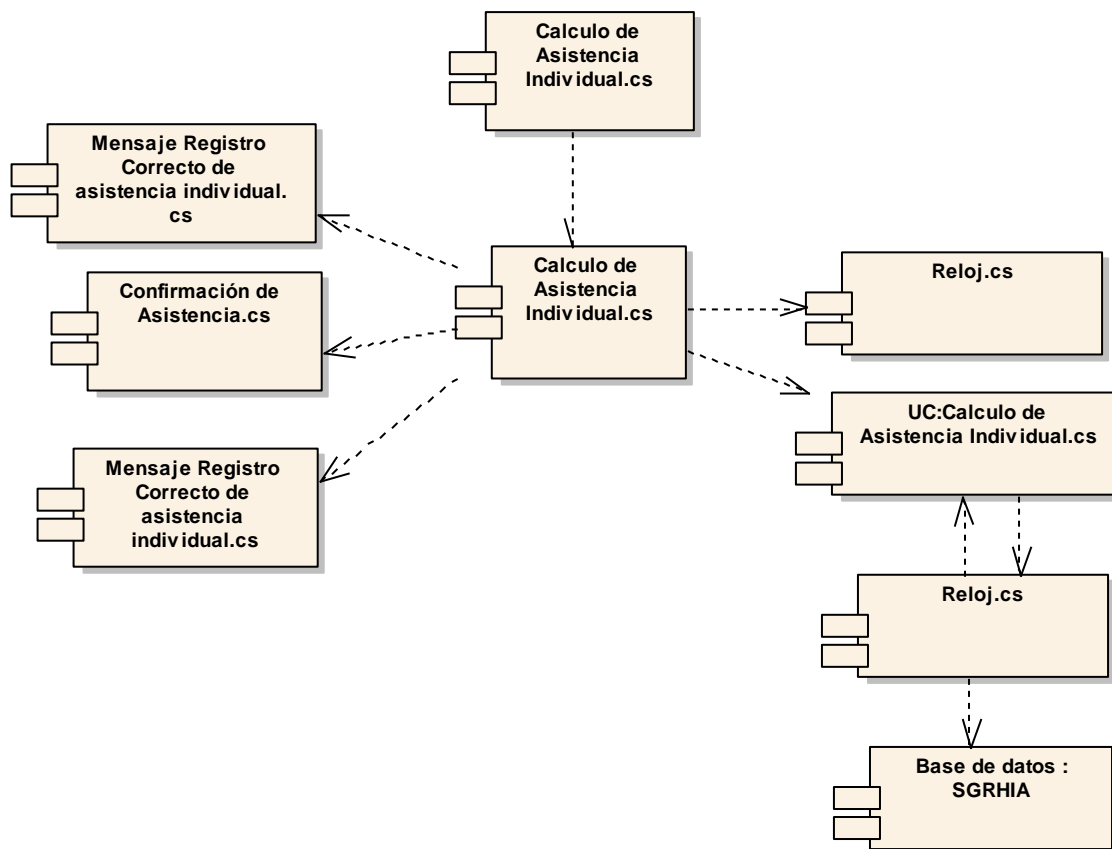 Calculo de
Asistencia
Individual.cs
Mensaje Registro
Correcto de
asistencia individual.
cs
Calculo de
Asistencia
Individual.cs
Reloj.cs
Confirmación de
Asistencia.cs
UC:Calculo de
Asistencia Individual.cs
Mensaje Registro
Correcto de
asistencia
individual.cs
Reloj.cs
Base de datos :
SGRHIA